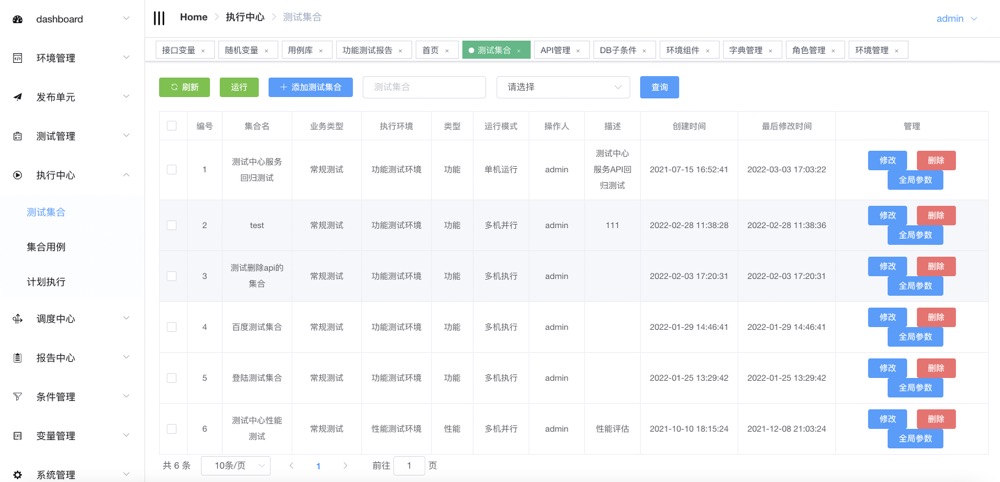 dashboard
环境管理
发布单元
测试管理
执行中心
测试集合
集合用例
计划执行
调度中心
报告中心
条件管理
变量管理
系统管理
Home 执行中心 测试集合
admin
接口变量 × 随机变量 × 用例库 × 功能测试报告 × 首页 × 测试集合 × API管理 × DB子条件 × 环境组件 × 字典管理 × 角色管理 × 环境管理 ×
刷新 运行 + 添加测试集合 测试集合 请选择 查询
编号 集合名 业务类型 执行环境 类型 运行模式 操作人 描述 创建时间 最后修改时间 管理
1 测试中心服务回归测试 常规测试 功能测试环境 功能 单机运行 admin 测试中心服务API回归测试 2021-07-15 16:52:41 2022-03-03 17:03:22 修改 删除 全局参数
2 test 常规测试 功能测试环境 功能 多机并行 admin 111 2022-02-28 11:38:28 2022-02-28 11:38:36 修改 删除 全局参数
3 测试删除api的集合 常规测试 功能测试环境 功能 多机执行 admin 2022-02-03 17:20:31 2022-02-03 17:20:31 修改 删除 全局参数
4 百度测试集合 常规测试 功能测试环境 功能 多机执行 admin 2022-01-29 14:46:41 2022-01-29 14:46:41 修改 删除 全局参数
5 登陆测试集合 常规测试 功能测试环境 功能 多机执行 admin 2022-01-25 13:29:42 2022-01-25 13:29:42 修改 删除 全局参数
6 测试中心性能测试 常规测试 性能测试环境 性能 多机并行 admin 性能评估 2021-10-10 18:15:24 2021-12-08 21:03:24 修改 删除 全局参数
共 6 条 10条/页 1 前往 1 页